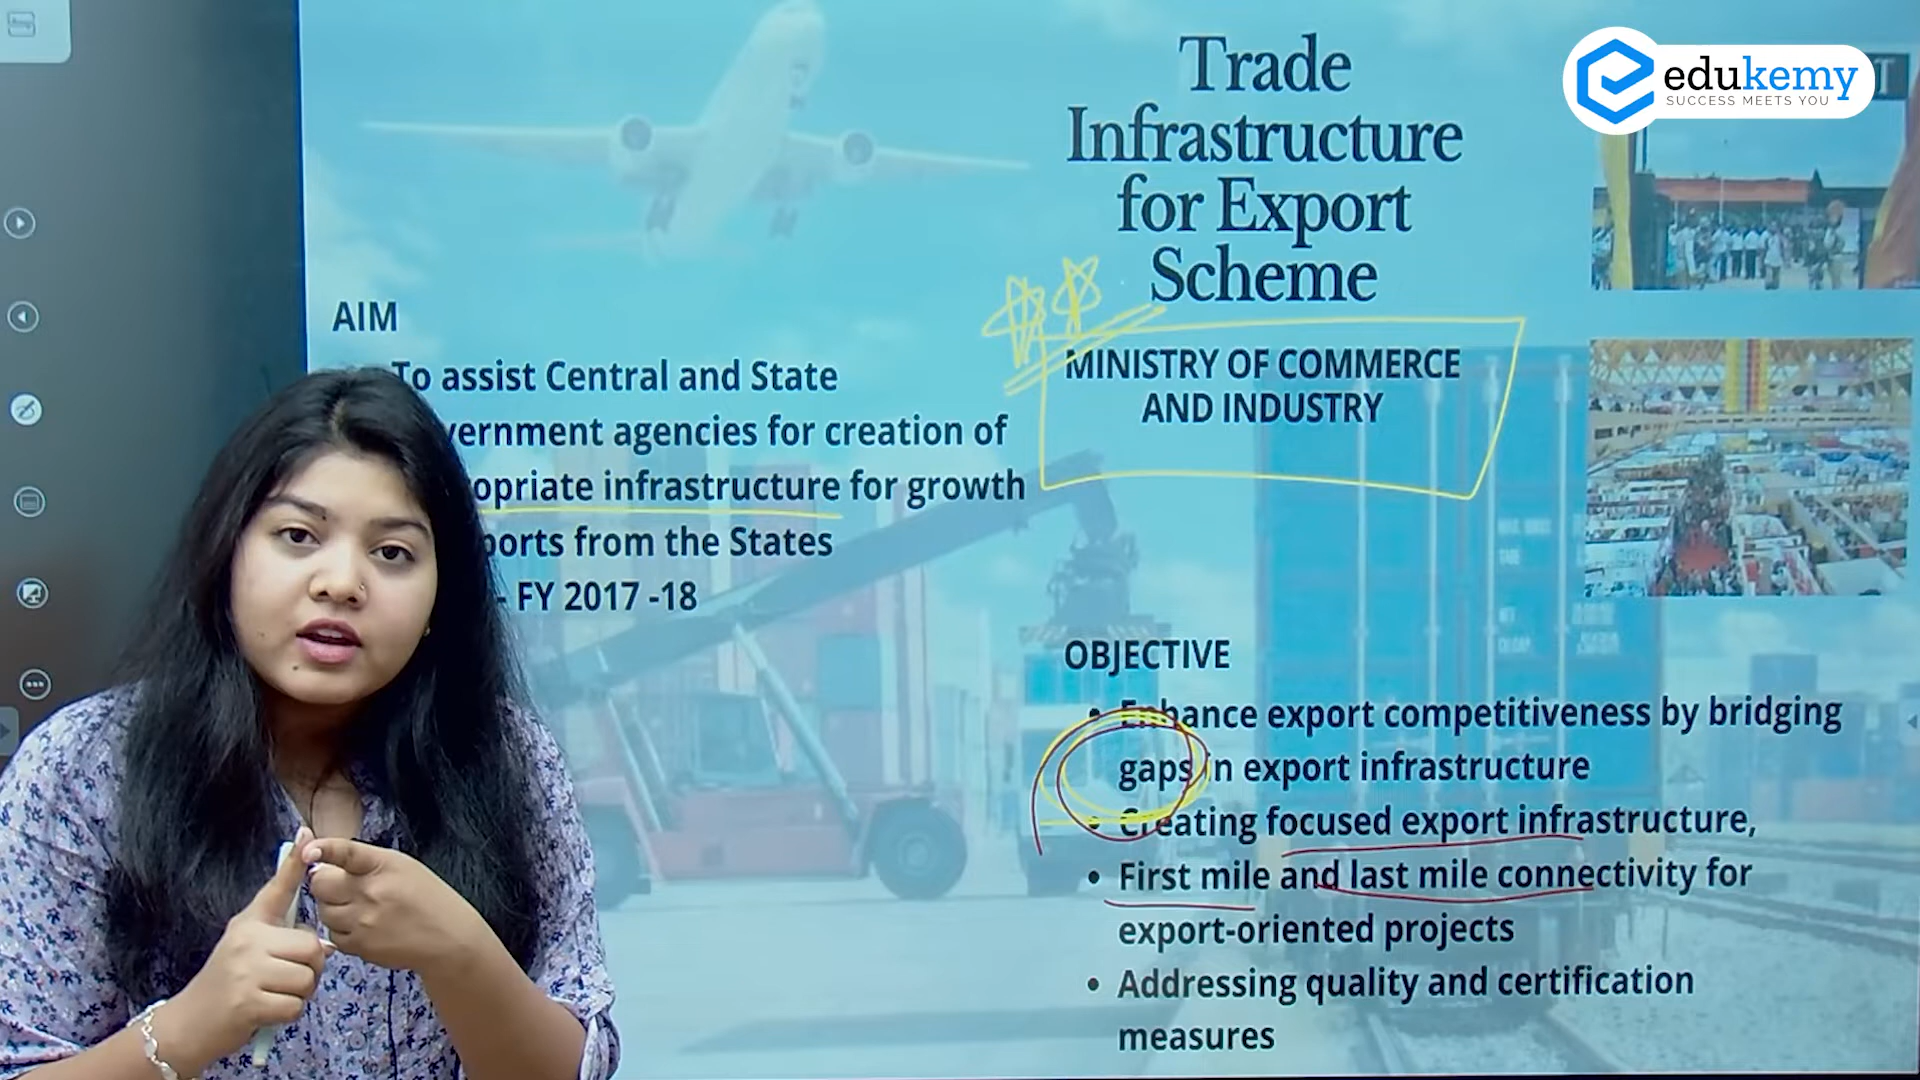 Trade
Infrastructure
for Export
Scheme
edukemy
SUCCESS MEETS YOU
MINISTRY OF COMMERCE
AND INDUSTRY
AIM
To assist Central and State
vernment agencies for creation of
opriate infrastructure for growth
ports from the States
- FY 2017 -18
OBJECTIVE
• Enhance export competitiveness by bridging
gaps in export infrastructure
• Creating focused export infrastructure,
• First mile and last mile connectivity for
export-oriented projects
• Addressing quality and certification
measures